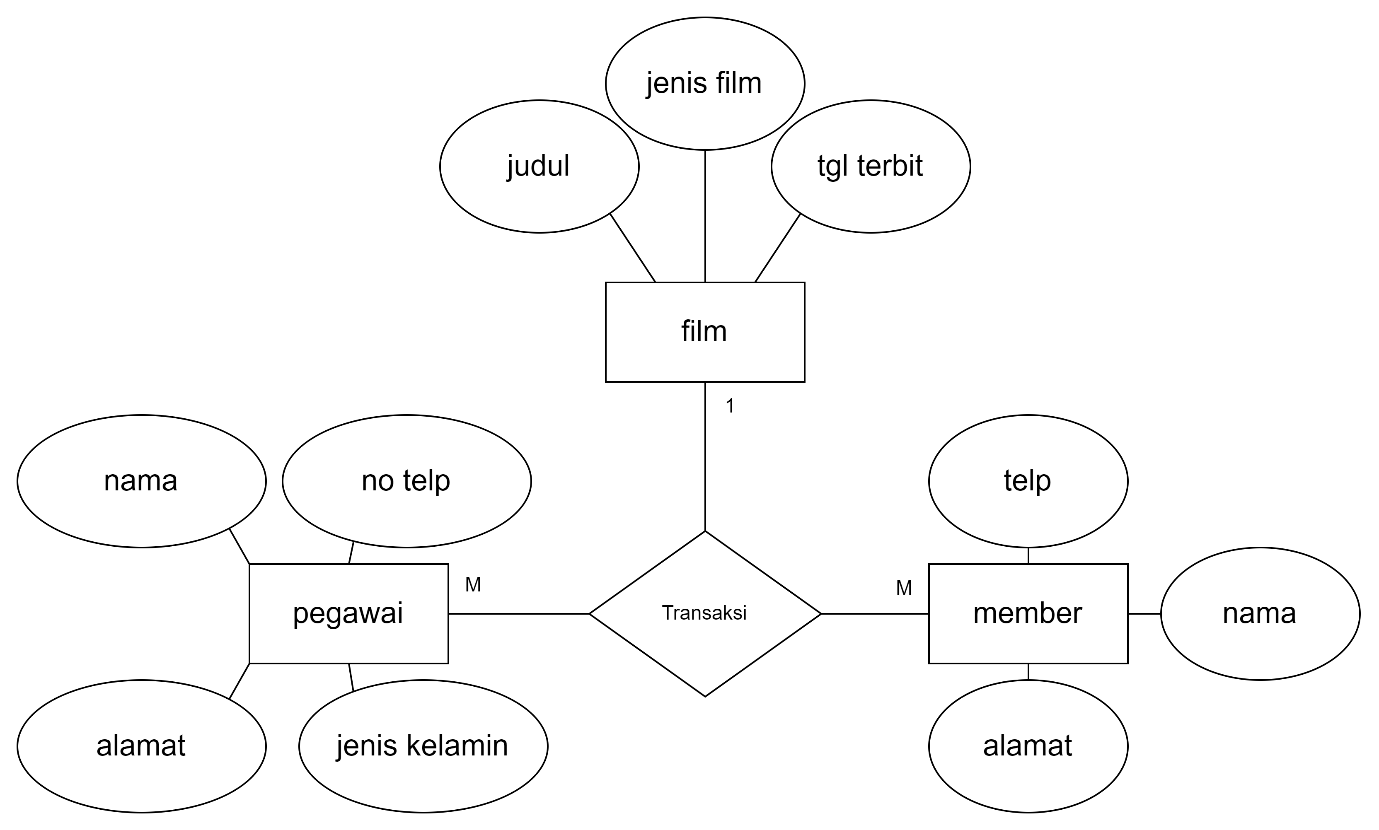 jenis film
judul
tgl terbit
film
1
nama
no telp
telp
M
M
pegawai
Transaksi
member
nama
alamat
jenis kelamin
alamat